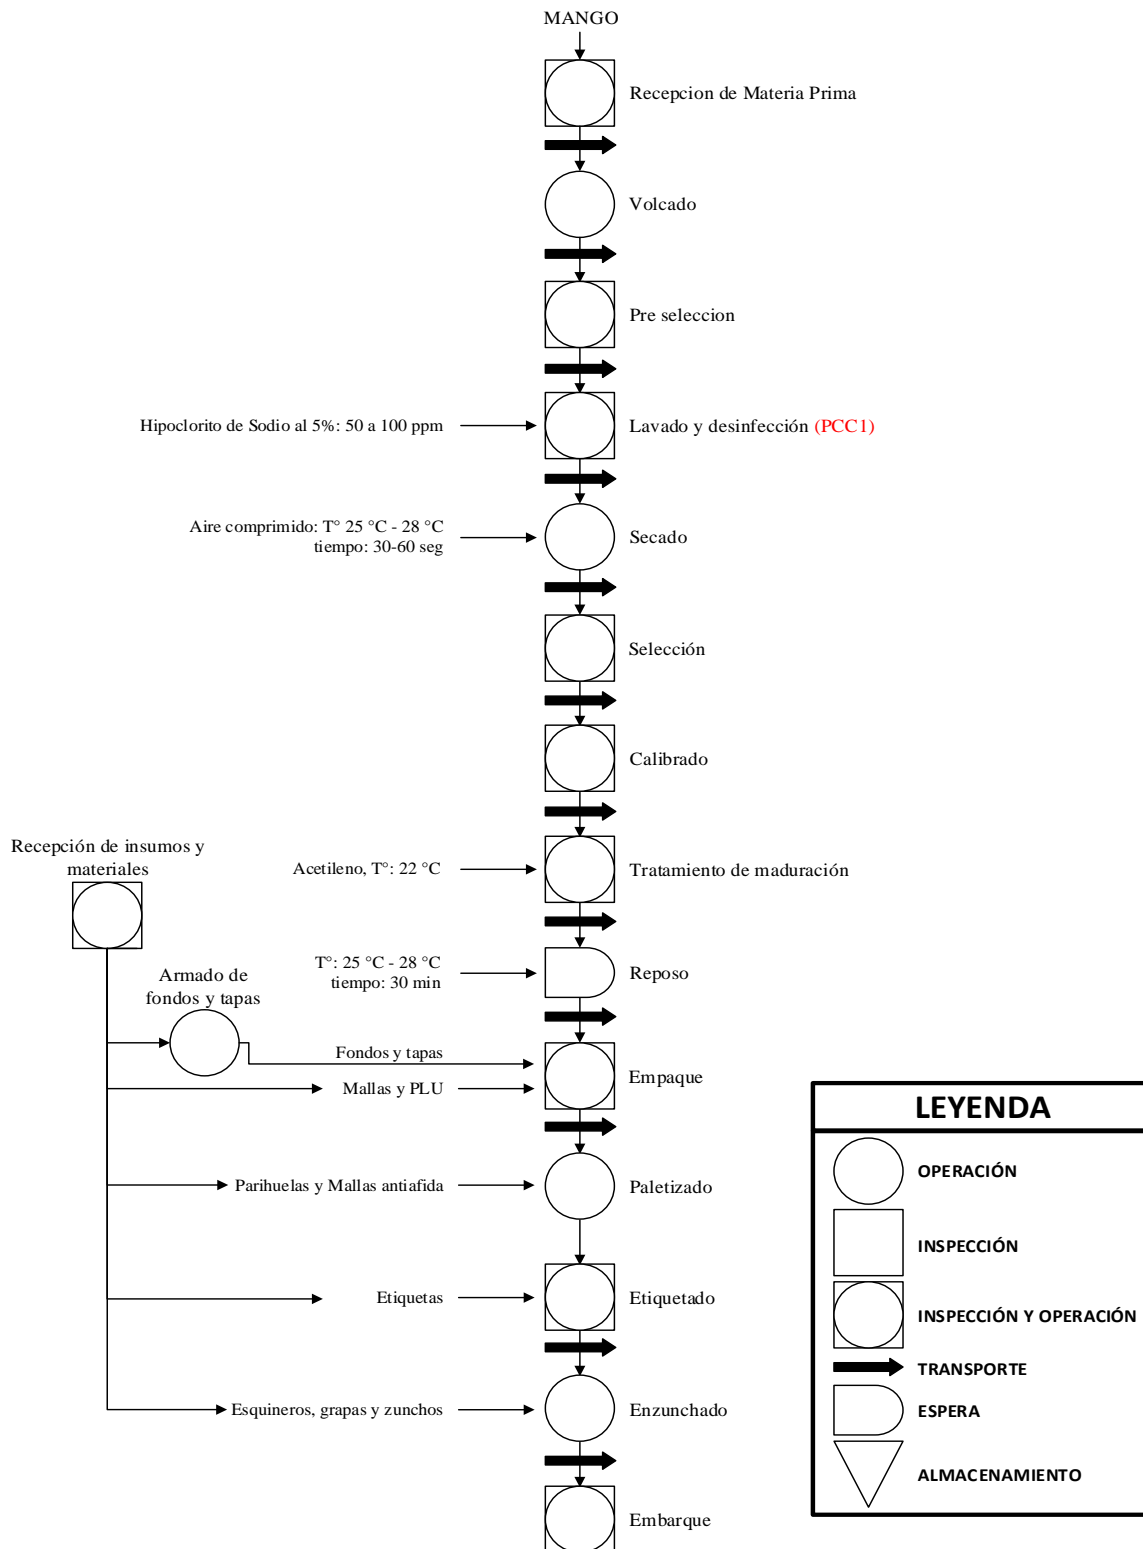 MANGO
Recepcion de Materia Prima
Volcado
Pre seleccion
Hipoclorito de Sodio al 5%: 50 a 100 ppm
Lavado y desinfección (PCC1)
Aire comprimido: T° 25 °C - 28 °C
tiempo: 30-60 seg
Secado
Selección
Calibrado
Recepción de insumos y
materiales
Acetileno, T°: 22 °C
Tratamiento de maduración
T°: 25 °C - 28 °C
tiempo: 30 min
Reposo
Armado de
fondos y tapas
Fondos y tapas
Mallas y PLU
Empaque
Parihuelas y Mallas antiafida
Paletizado
Etiquetas
Etiquetado
Esquineros, grapas y zunchos
Enzunchado
Embarque
LEYENDA
OPERACIÓN
INSPECCIÓN
INSPECCIÓN Y OPERACIÓN
TRANSPORTE
ESPERA
ALMACENAMIENTO